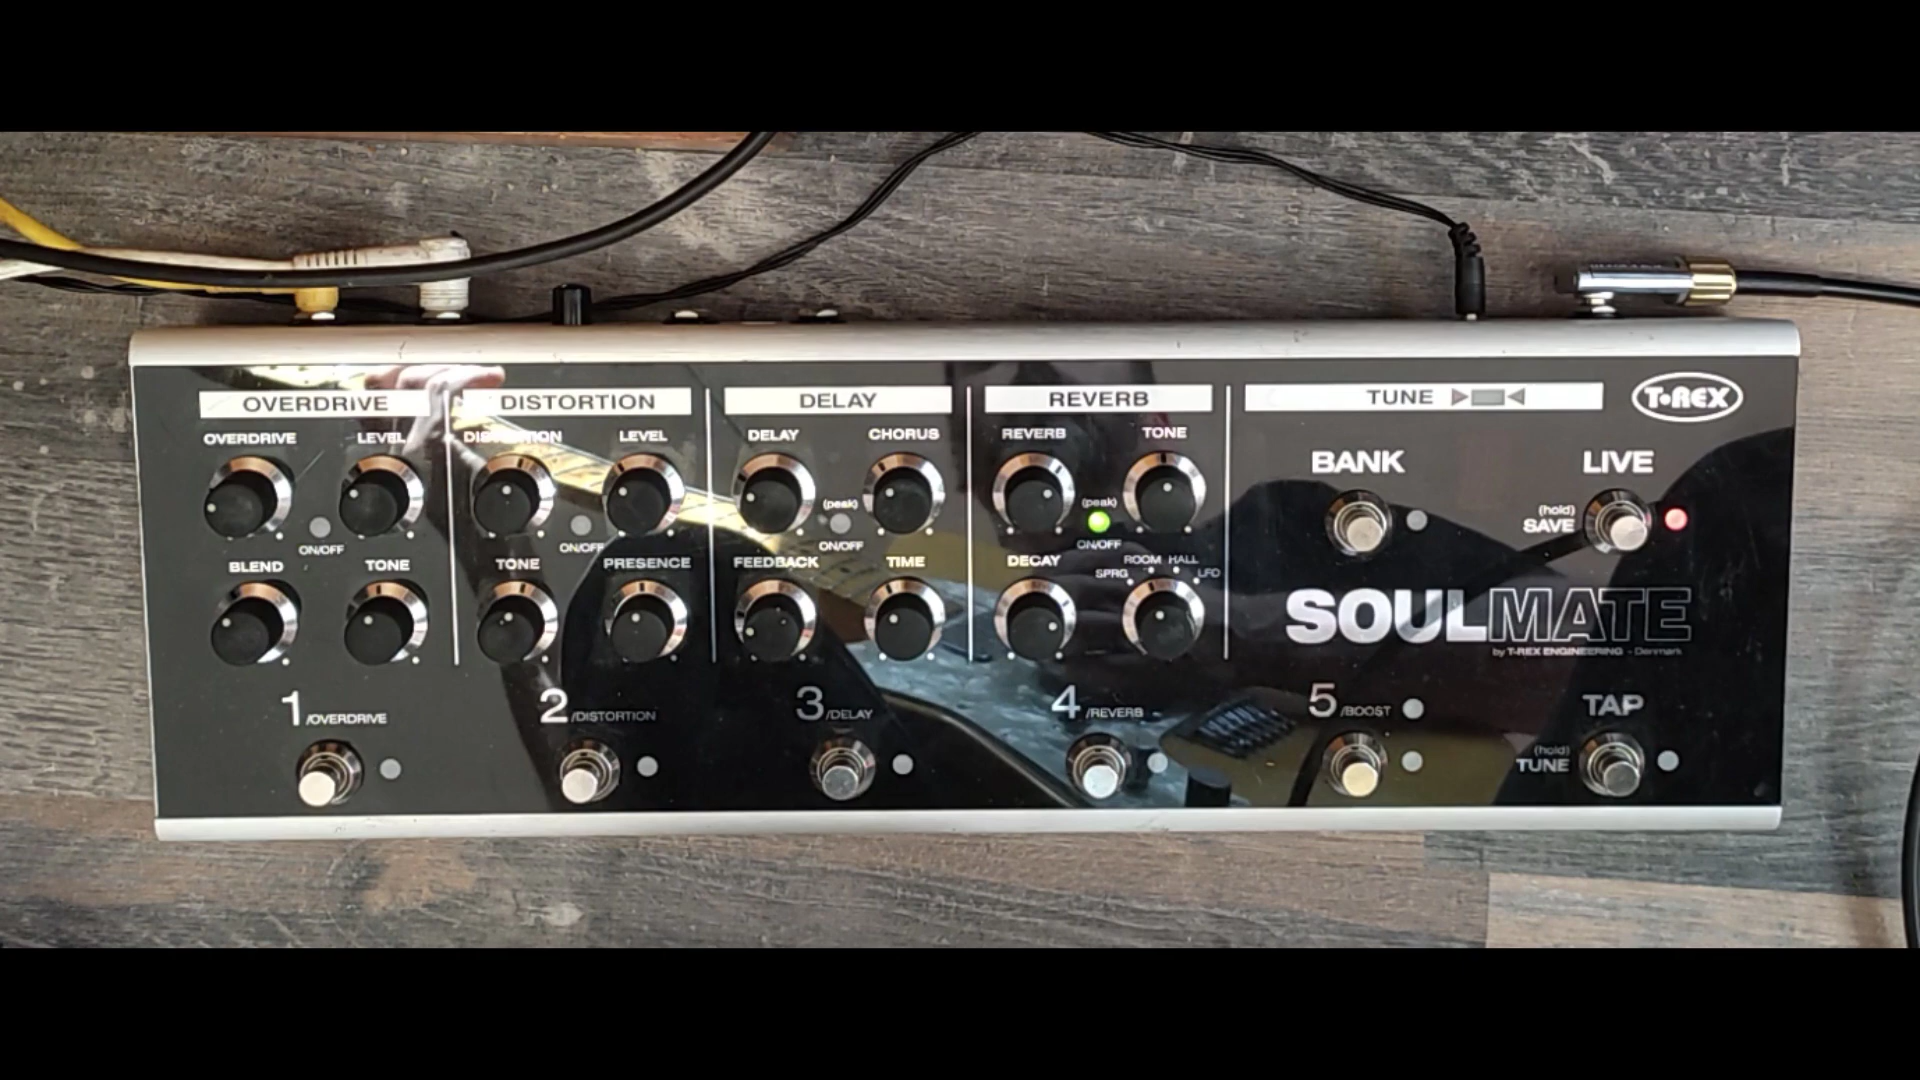 OVERDRIVE
DISTORTION
DELAY
REVERB
TUNE
T-REX
OVERDRIVE
LEVEL
DISTORTION
LEVEL
DELAY
CHORUS
REVERB
TONE
BANK
LIVE
(peak)
(peak)
(hold)
SAVE
ON/OFF
ON/OFF
ON/OFF
ON/OFF
BLEND
TONE
TONE
PRESENCE
FEEDBACK
TIME
DECAY
SPRG ROOM HALL LFO
SOULMATE
by T-REX ENGINEERING - Denmark
1/OVERDRIVE
2/DISTORTION
3/DELAY
4/REVERB
5/BOOST
TAP
(hold)
TUNE